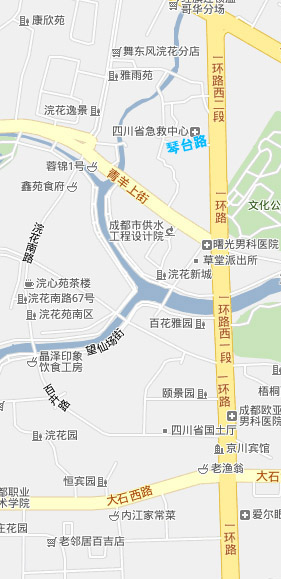 康欣苑
哥华分场
舞东风浣花分店
雅雨苑
一环路西二段
浣花逸景
四川省急救中心
琴台路
蓉锦1号
青羊上街
鑫苑食府
一环路
文化公
浣花南路
成都市供水
工程设计院
曙光男科医院
草堂派出所
浣花新城
浣心苑茶楼
浣花南路67号
浣花苑南区
百花雅园
一环路西一段
望仙场街
晶泽印象
饮食工房
百卉路
颐景园
一环路
梧桐
成都欧亚
男科医院
浣花园
四川省国土厅
京川宾馆
老渔翁
恒宾园
大石西路
大石
都职业
术学院
内江家常菜
爱尔眼
庄花园
老邻居百吉店
一环路